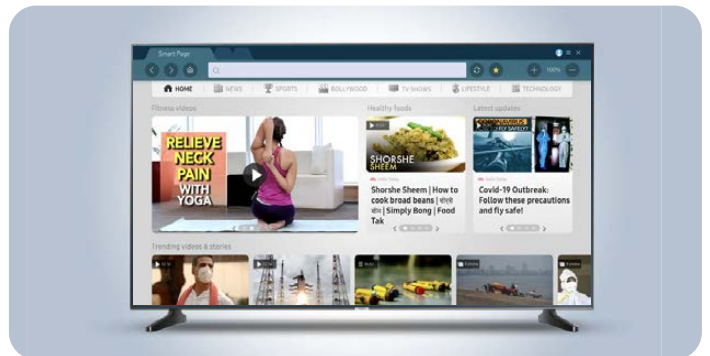 Smart Page
100%
HOME
NEWS
SPORTS
BOLLYWOOD
TV SHOWS
LIFESTYLE
TECHNOLOGY
Fitness videos
Healthy foods
Latest updates
RELIEVE
NECK
PAIN
WITH
YOGA
SHORSHE
SHEEM
Shorshe Sheem | How to
cook broad beans | शोरशे
शीम | Simply Bong | Food
Tak
Covid-19 Outbreak:
Follow these precautions
and fly safe!
Trending videos & stories